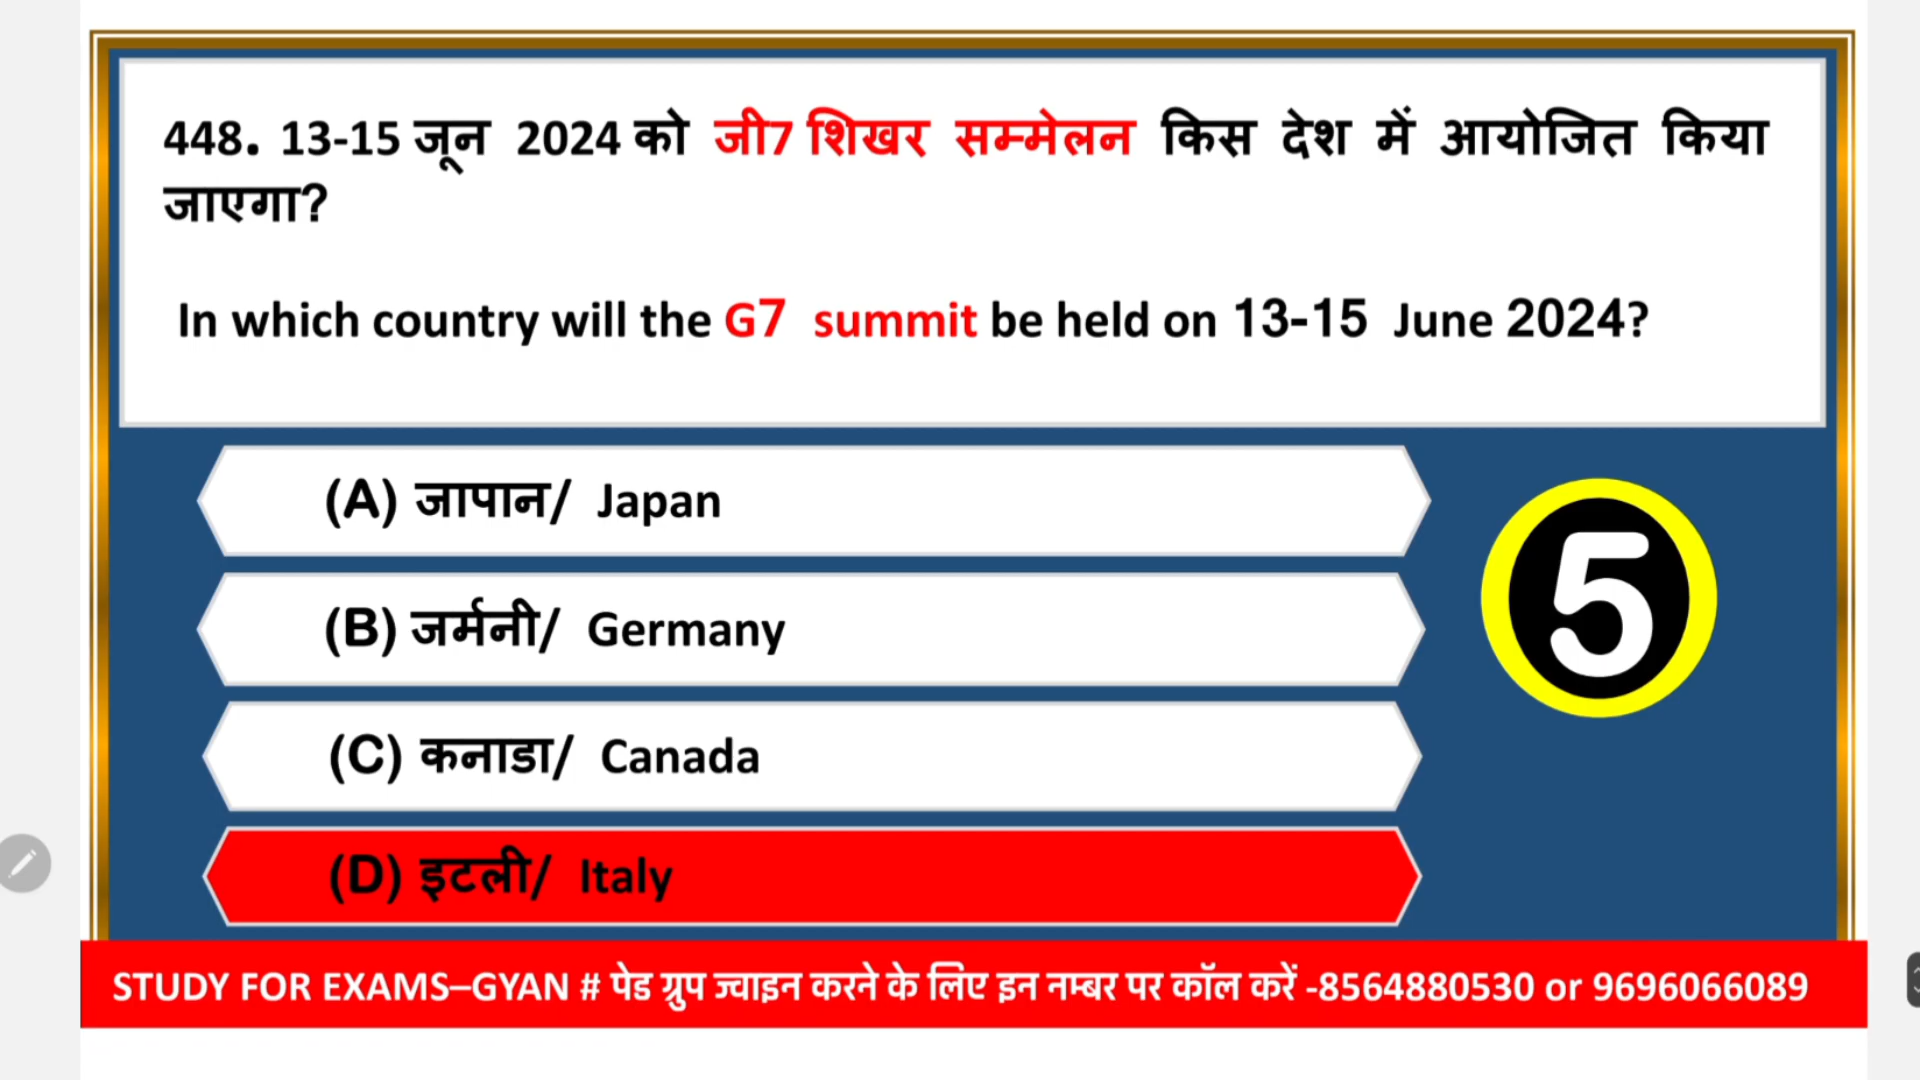 448. 13-15 जून 2024 को जी7 शिखर सम्मेलन किस देश में आयोजित किया
जाएगा?
In which country will the G7 summit be held on 13-15 June 2024?
(A) जापान/ Japan
(B) जर्मनी/ Germany
5
(C) कनाडा/ Canada
(D) इटली/ Italy
STUDY FOR EXAMS–GYAN # पेड ग्रुप ज्वाइन करने के लिए इन नम्बर पर कॉल करें -8564880530 or 9696066089